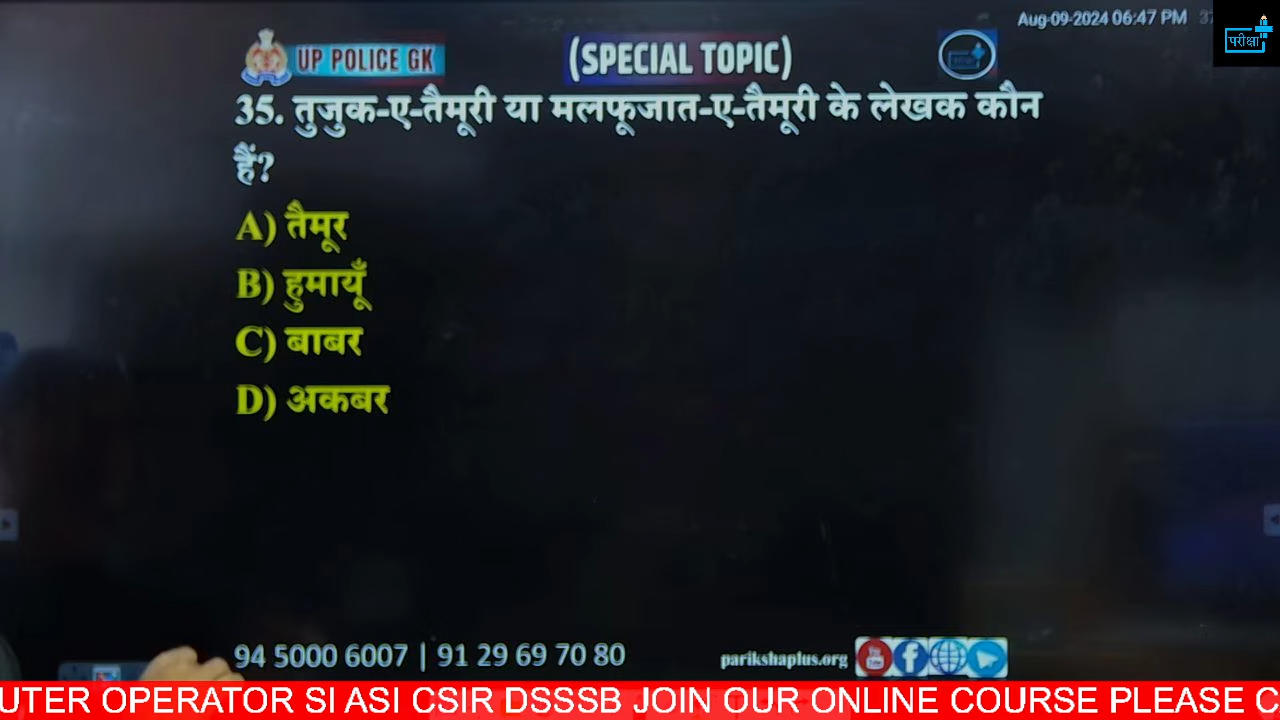 Aug-09-2024 06:47 PM
परीक्षा
UP POLICE GK
(SPECIAL TOPIC)
35. तुजुक-ए-तैमूरी या मलफूजात-ए-तैमूरी के लेखक कौन
हैं?
A) तैमूर
B) हुमायूँ
C) बाबर
D) अकबर
94 5000 6007 | 91 29 69 70 80
parikshaplus.org
You Tube
UTER OPERATOR SI ASI CSIR DSSSB JOIN OUR ONLINE COURSE PLEASE C